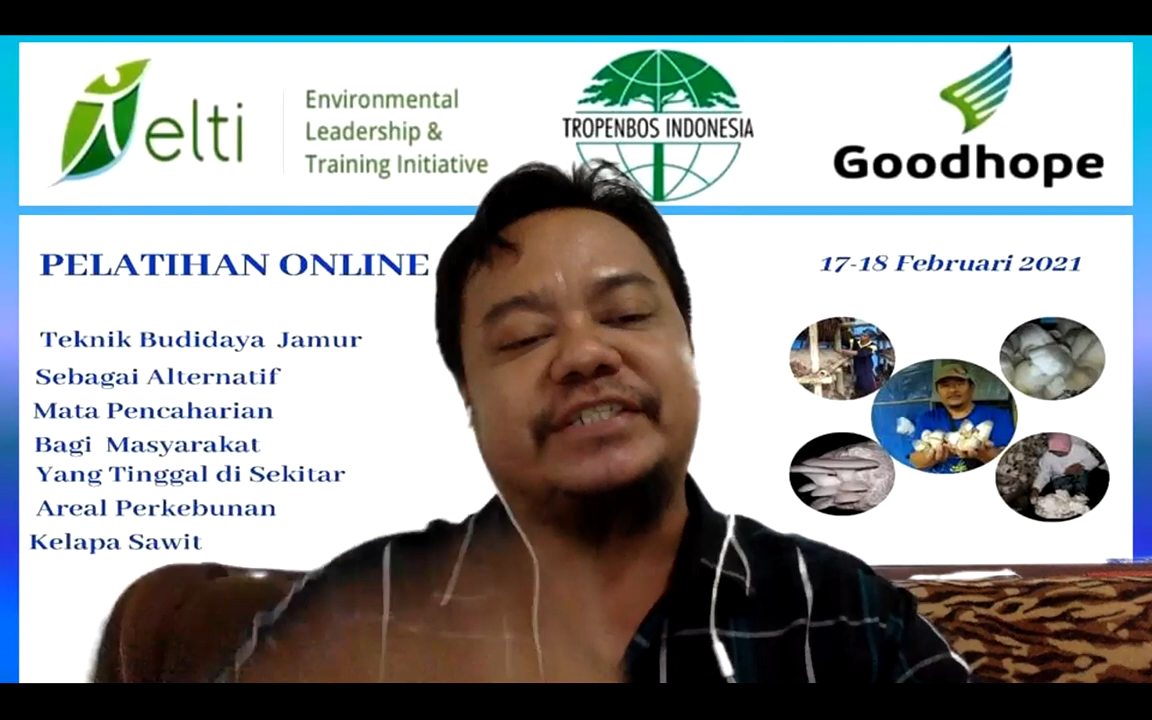 elti
Environmental
Leadership &
Training Initiative
TROPENBOS INDONESIA
Goodhope
PELATIHAN ONLINE
17-18 Februari 2021
Teknik Budidaya Jamur
Sebagai Alternatif
Mata Pencaharian
Bagi Masyarakat
Yang Tinggal di Sekitar
Areal Perkebunan
Kelapa Sawit